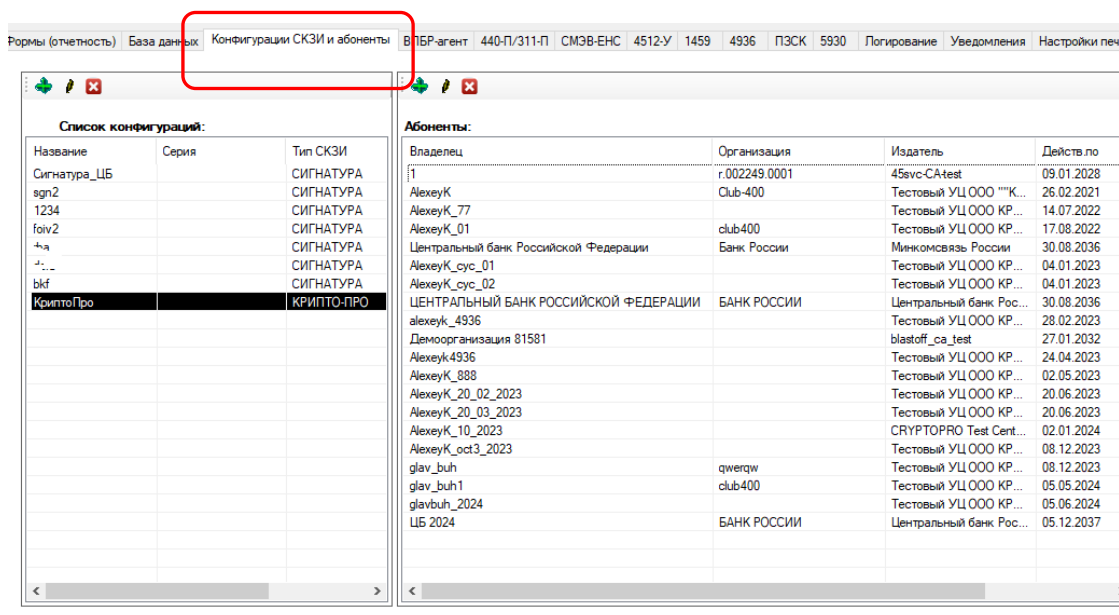 Формы (отчетность) База данных Конфигурации СКЗИ и абоненты ВПБР-агент 440-П/311-П СМЭВ-ЕНС 4512-У 1459 4936 ПЗСК 5930 Логирование Уведомления Настройки печ
Список конфигураций:
Название Серия Тип СКЗИ
Сигнатура_ЦБ СИГНАТУРА
sgn2 СИГНАТУРА
1234 СИГНАТУРА
foiv2 СИГНАТУРА
СИГНАТУРА
СИГНАТУРА
bkf СИГНАТУРА
КриптоПро КРИПТО-ПРО
Абоненты:
Владелец Организация Издатель Действ.по
1 r.002249.0001 45svc-CA-test 09.01.2028
AlexeyK Club-400 Тестовый УЦ ООО ""К... 26.02.2021
AlexeyK_77 Тестовый УЦ ООО КР... 14.07.2022
AlexeyK_01 club400 Тестовый УЦ ООО КР... 17.08.2022
Центральный банк Российской Федерации Банк России Минкомсвязь России 30.08.2036
AlexeyK_cyc_01 Тестовый УЦ ООО КР... 04.01.2023
AlexeyK_cyc_02 Тестовый УЦ ООО КР... 04.01.2023
ЦЕНТРАЛЬНЫЙ БАНК РОССИЙСКОЙ ФЕДЕРАЦИИ БАНК РОССИИ Центральный банк Рос... 30.08.2036
alexeyk_4936 Тестовый УЦ ООО КР... 28.02.2023
Демоорганизация 81581 blastoff_ca_test 27.01.2032
Alexeyk4936 Тестовый УЦ ООО КР... 24.04.2023
AlexeyK_888 Тестовый УЦ ООО КР... 02.05.2023
AlexeyK_20_02_2023 Тестовый УЦ ООО КР... 20.06.2023
AlexeyK_20_03_2023 Тестовый УЦ ООО КР... 20.06.2023
AlexeyK_10_2023 CRYPTOPRO Test Cent... 02.01.2024
AlexeyK_oct3_2023 Тестовый УЦ ООО КР... 08.12.2023
glav_buh qwerqw Тестовый УЦ ООО КР... 08.12.2023
glav_buh1 club400 Тестовый УЦ ООО КР... 05.05.2024
glavbuh_2024 Тестовый УЦ ООО КР... 05.06.2024
ЦБ 2024 БАНК РОССИИ Центральный банк Рос... 05.12.2037